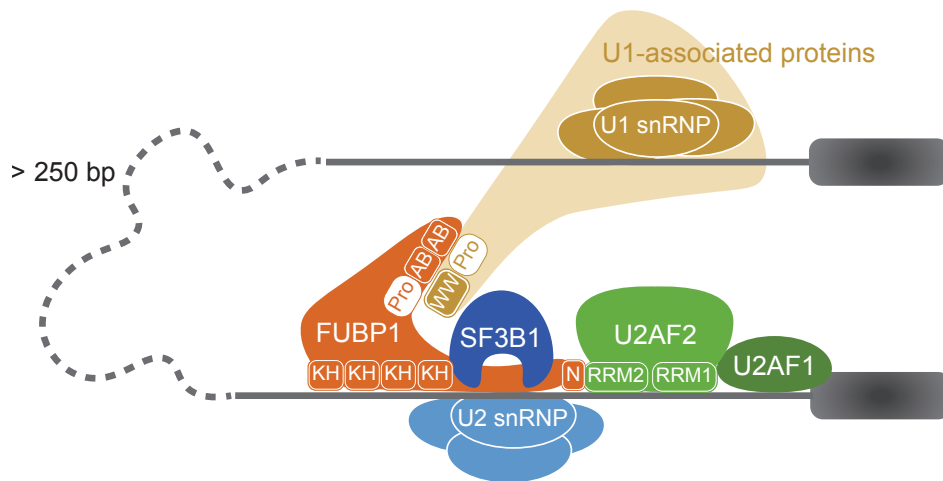 U1-associated proteins
U1 snRNP
> 250 bp
AB
AB
Pro
Pro
WW
FUBP1
SF3B1
U2AF2
U2AF1
KH
KH
KH
KH
N
RRM2
RRM1
U2 snRNP